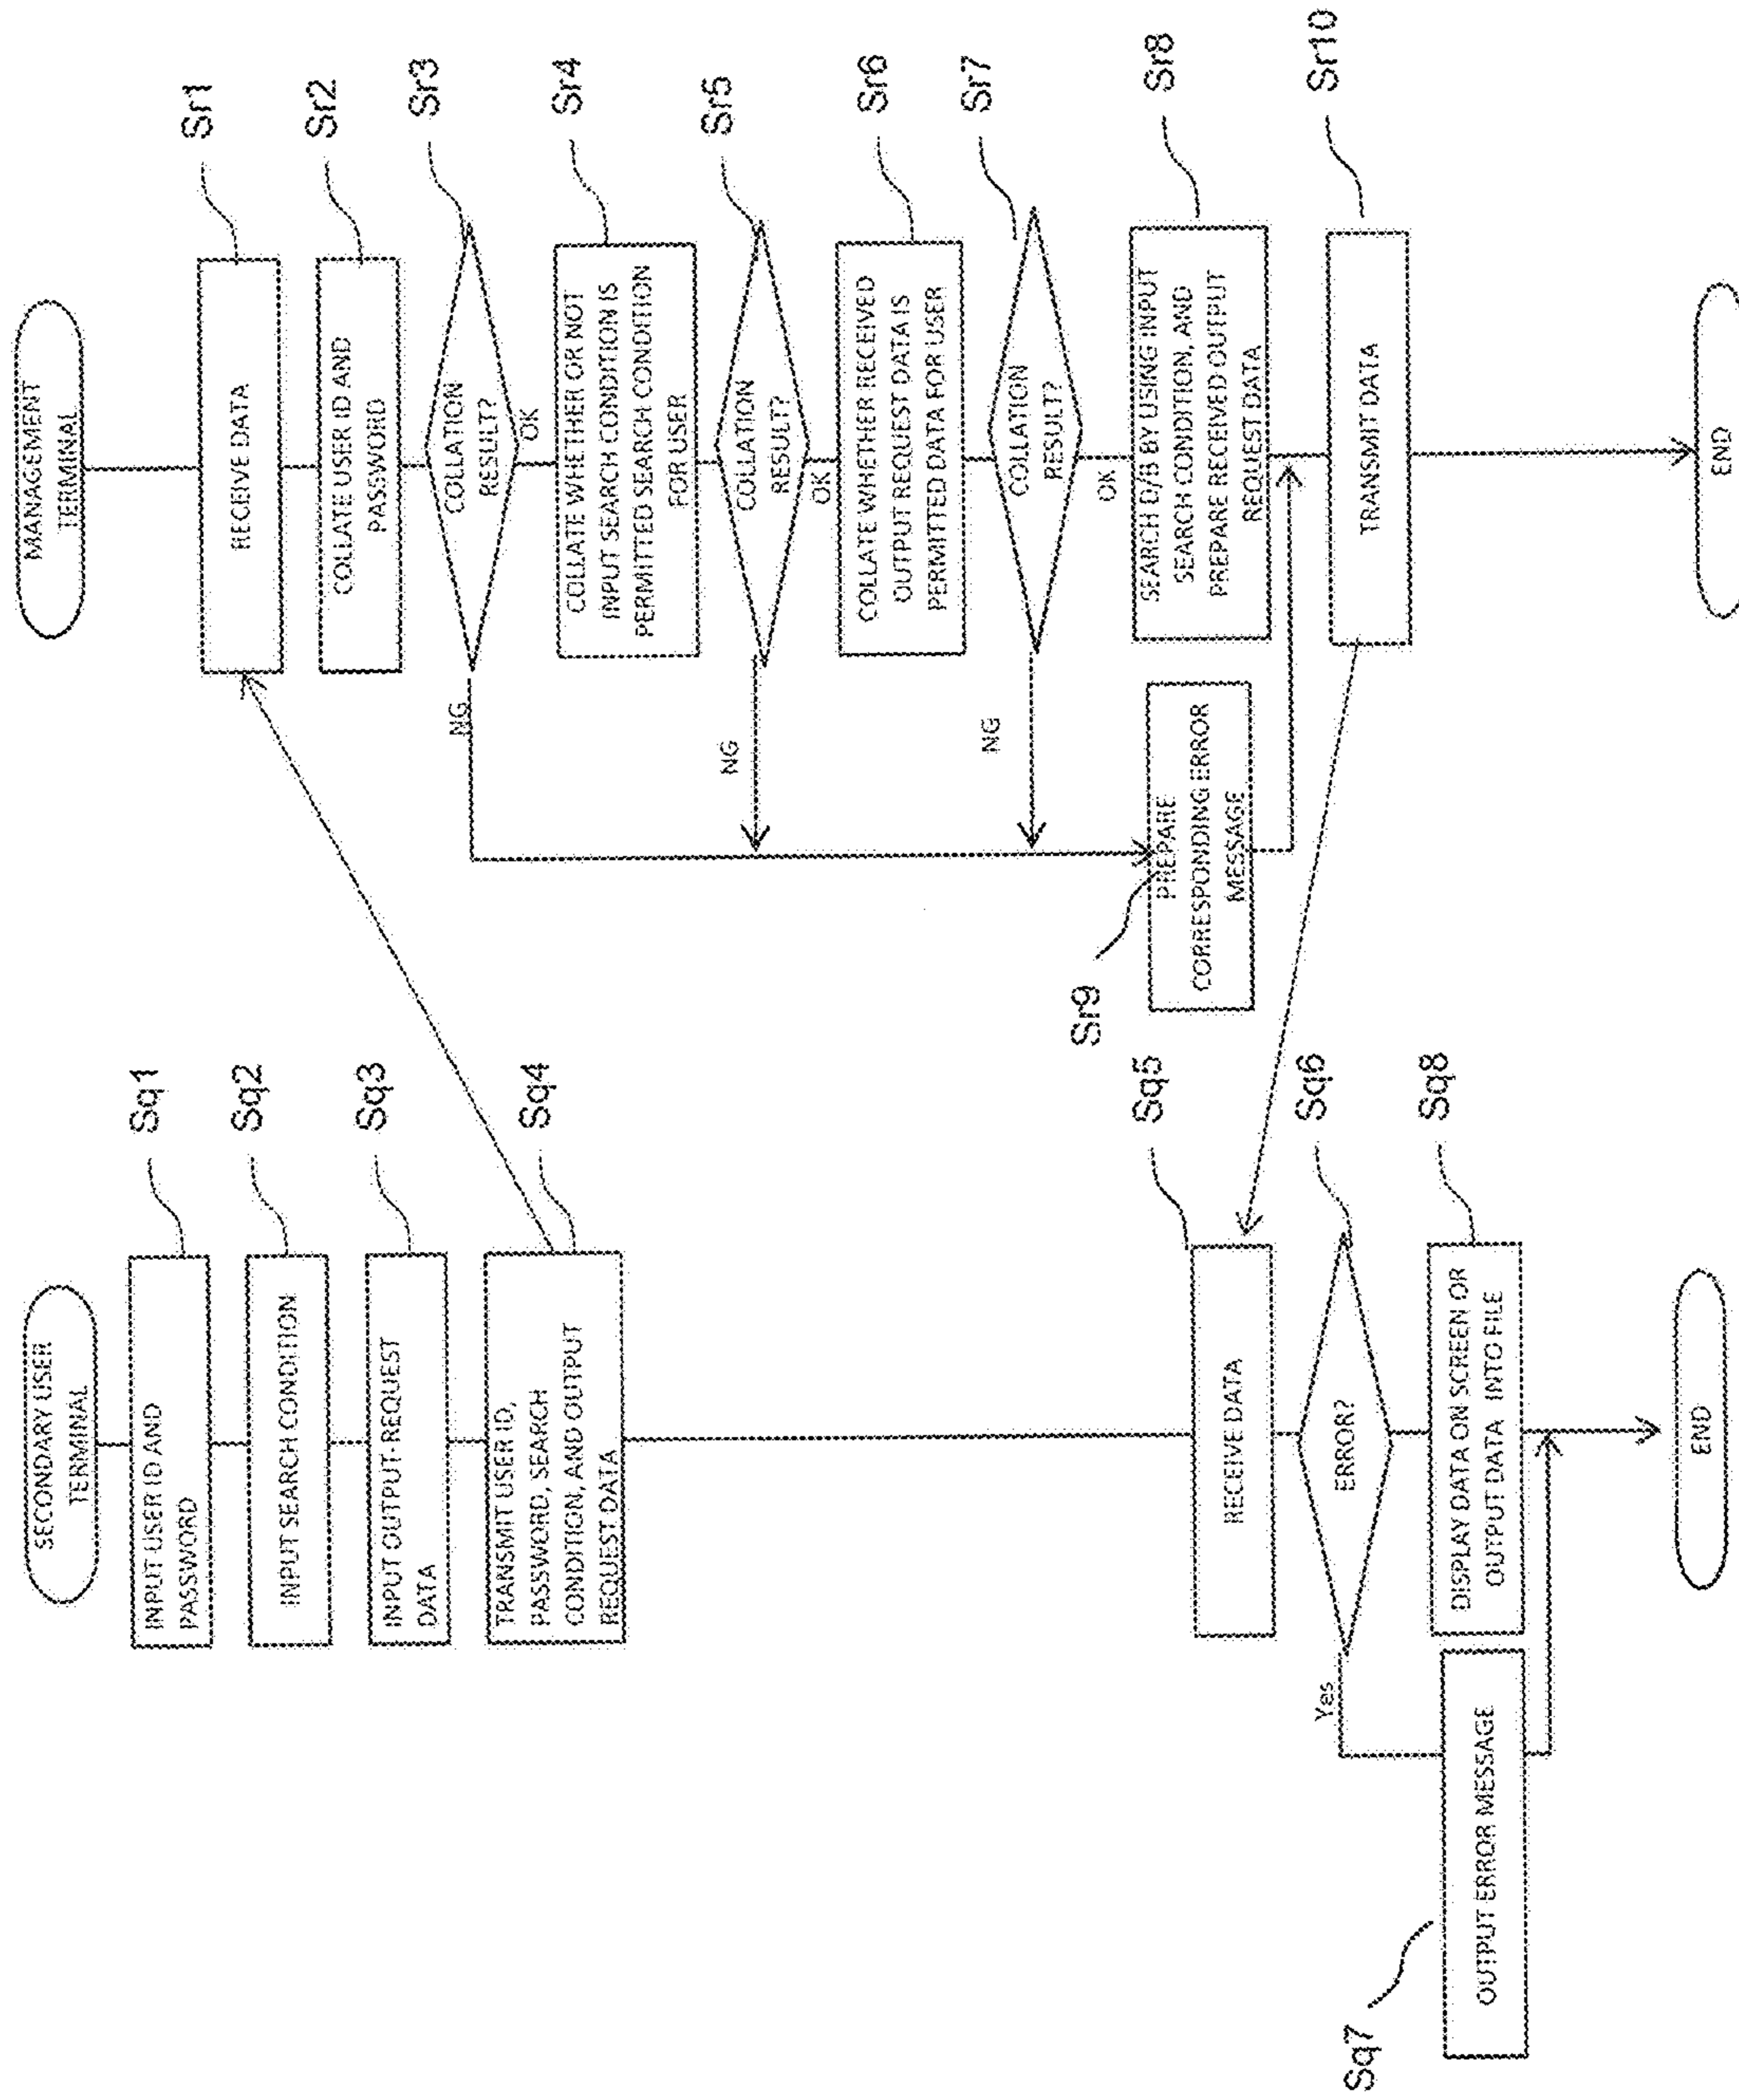 SECONDARY USER
TERMINAL
INPUT USER ID AND
PASSWORD
Sq1
INPUT SEARCH CONDITION
Sq2
INPUT OUTPUT-REQUEST
DATA
Sq3
TRANSMIT USER ID,
PASSWORD, SEARCH
CONDITION, AND OUTPUT
REQUEST DATA
Sq4
RECEIVE DATA
Sq5
ERROR?
Sq6
Yes
OUTPUT ERROR MESSAGE
Sq7
DISPLAY DATA ON SCREEN OR
OUTPUT DATA INTO FILE
Sq8
END
MANAGEMENT
TERMINAL
RECEIVE DATA
Sr1
COLLATE USER ID AND
PASSWORD
Sr2
COLLATION
RESULT?
Sr3
NG
OK
COLLATE WHETHER OR NOT
INPUT SEARCH CONDITION IS
PERMITTED SEARCH CONDITION
FOR USER
Sr4
COLLATION
RESULT?
Sr5
NG
OK
COLLATE WHETHER RECEIVED
OUTPUT REQUEST DATA IS
PERMITTED DATA FOR USER
Sr6
COLLATION
RESULT?
Sr7
NG
OK
SEARCH D/B BY USING INPUT
SEARCH CONDITION, AND
PREPARE RECEIVED OUTPUT
REQUEST DATA
Sr8
PREPARE
CORRESPONDING ERROR
MESSAGE
Sr9
TRANSMIT DATA
Sr10
END